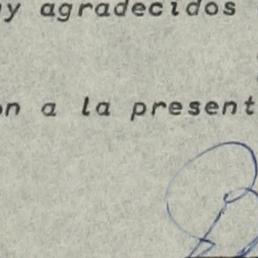 y agradecidos
on a la present